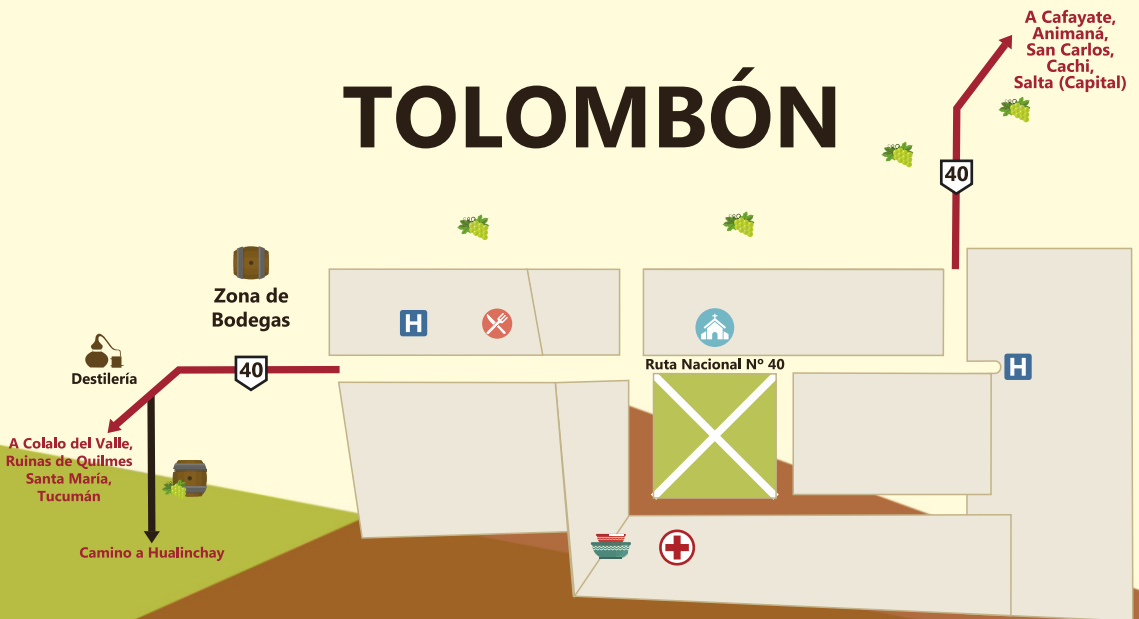 TOLOMBÓN
A Cafayate,
Animaná,
San Carlos,
Cachi,
Salta (Capital)
40
Zona de
Bodegas
H
H
Ruta Nacional Nº 40
Destilería
40
A Colalo del Valle,
Ruinas de Quilmes
Santa María,
Tucumán
Camino a Hualinchay